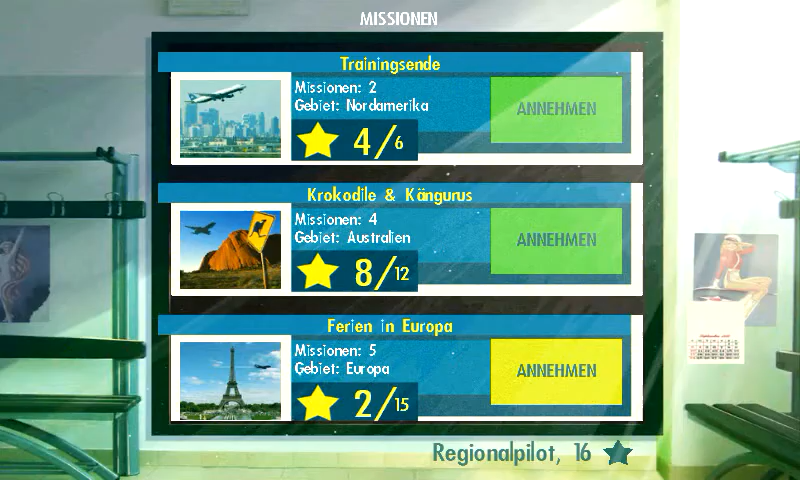 MISSIONEN
Trainingsende
Missionen: 2
Gebiet: Nordamerika
ANNEHMEN
4/6
Krokodile & Kängurus
Missionen: 4
Gebiet: Australien
ANNEHMEN
8/12
Ferien in Europa
Missionen: 5
Gebiet: Europa
ANNEHMEN
2/15
Regionalpilot, 16